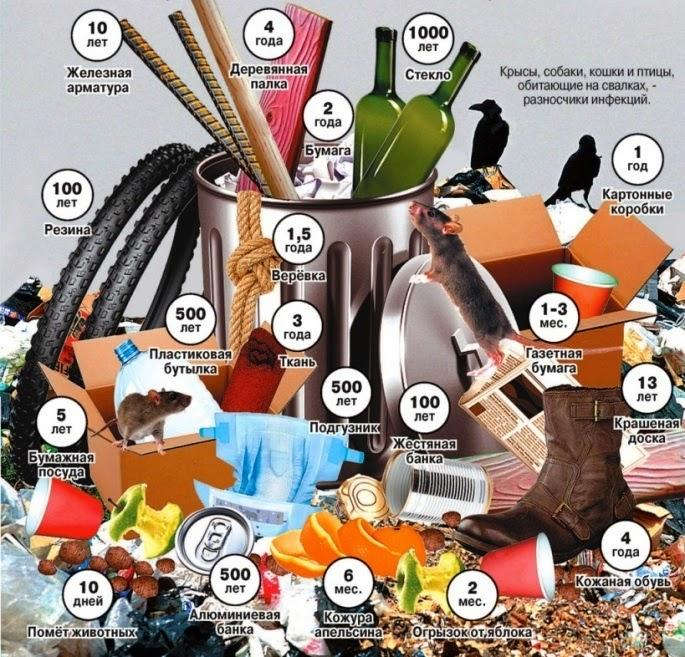 10
лет
Железная
арматура
4
года
Деревянная
палка
1000
лет
Стекло
Крысы, собаки, кошки и птицы,
обитающие на свалках, -
разносчики инфекций.
2
года
Бумага
1
год
Картонные
коробки
100
лет
Резина
1,5
года
Верёвка
500
лет
Пластиковая
бутылка
3
года
Ткань
1-3
мес.
Газетная
бумага
5
лет
Бумажная
посуда
500
лет
Подгузник
100
лет
Жестяная
банка
13
лет
Крашеная
доска
10
дней
Помёт животных
500
лет
Алюминиевая
банка
6
мес.
Кожура
апельсина
2
мес.
Огрызок от яблока
4
года
Кожаная обувь